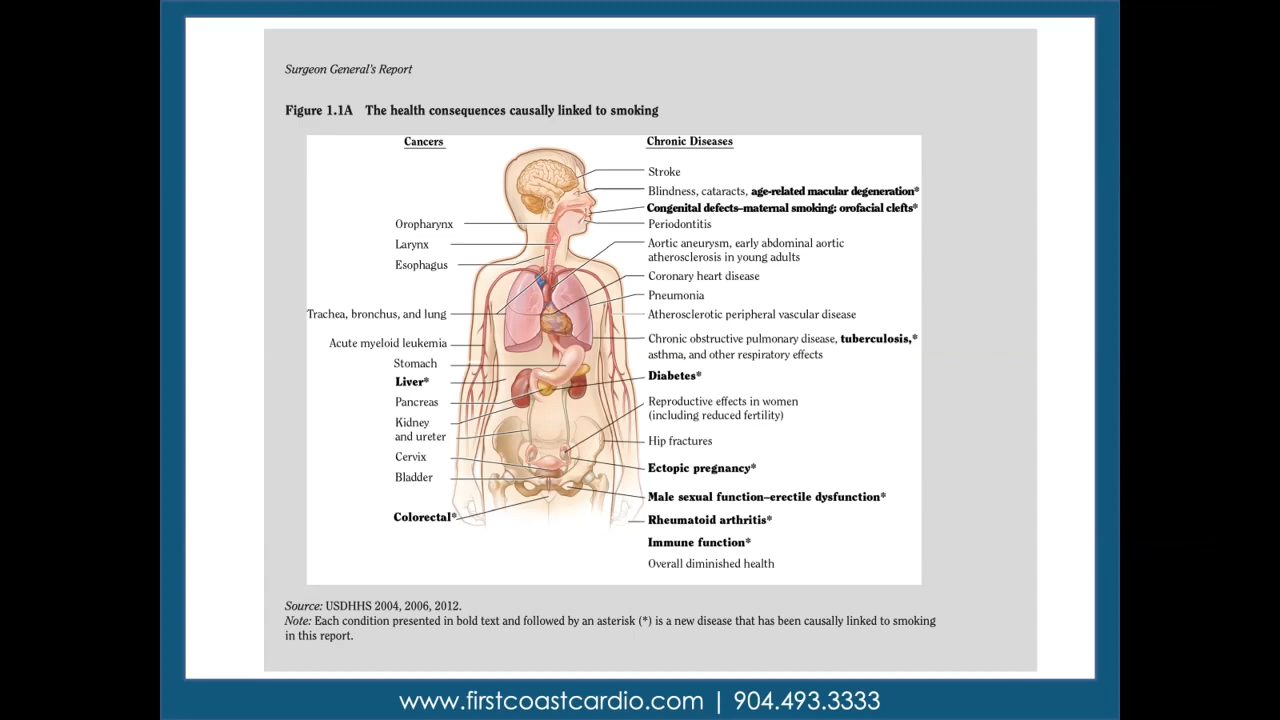 Surgeon General's Report
Figure 1.1A The health consequences causally linked to smoking
Cancers
Oropharynx
Larynx
Esophagus
Trachea, bronchus, and lung
Acute myeloid leukemia
Stomach
Liver*
Pancreas
Kidney
and ureter
Cervix
Bladder
Colorectal*
Chronic Diseases
Stroke
Blindness, cataracts, age-related macular degeneration*
Congenital defects–maternal smoking: orofacial clefts*
Periodontitis
Aortic aneurysm, early abdominal aortic
atherosclerosis in young adults
Coronary heart disease
Pneumonia
Atherosclerotic peripheral vascular disease
Chronic obstructive pulmonary disease, tuberculosis,*
asthma, and other respiratory effects
Diabetes*
Reproductive effects in women
(including reduced fertility)
Hip fractures
Ectopic pregnancy*
Male sexual function–erectile dysfunction*
Rheumatoid arthritis*
Immune function*
Overall diminished health
Source: USDHHS 2004, 2006, 2012.
Note: Each condition presented in bold text and followed by an asterisk (*) is a new disease that has been causally linked to smoking
in this report.
www.firstcoastcardio.com | 904.493.3333